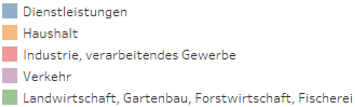 Dienstleistungen
Haushalt
Industrie, verarbeitendes Gewerbe
Verkehr
Landwirtschaft, Gartenbau, Forstwirtschaft, Fischerei